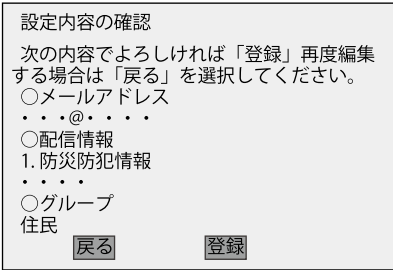 設定内容の確認
次の内容でよろしければ「登録」再度編集
する場合は「戻る」を選択してください。
○メールアドレス
・・・@・・・・
○配信情報
1. 防災防犯情報
・・・・
○グループ
住民
戻る 登録